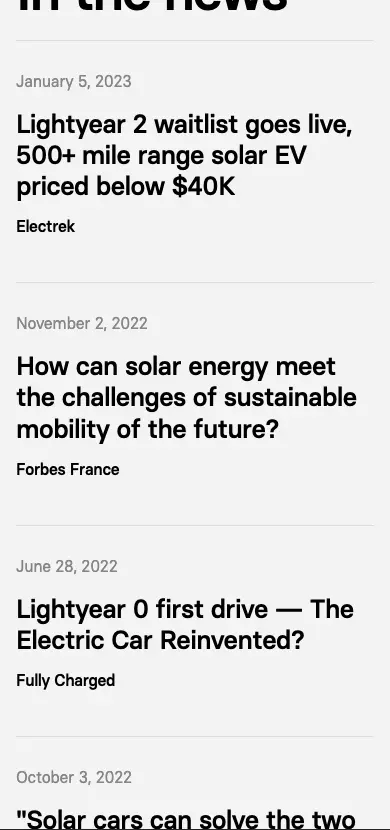 in the news
January 5, 2023
Lightyear 2 waitlist goes live,
500+ mile range solar EV
priced below $40K
Electrek
November 2, 2022
How can solar energy meet
the challenges of sustainable
mobility of the future?
Forbes France
June 28, 2022
Lightyear 0 first drive — The
Electric Car Reinvented?
Fully Charged
October 3, 2022
"Solar cars can solve the two